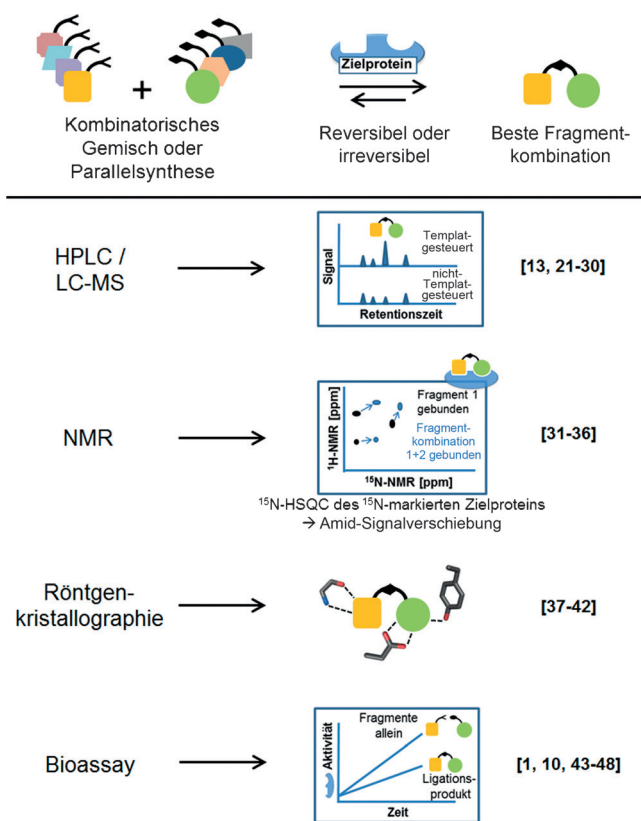 Kombinatorisches
Gemisch oder
Parallelsynthese
+
Zielprotein
Reversibel oder
irreversibel
Beste Fragment-
kombination
HPLC /
LC-MS
Signal
Templat-
gesteuert
nicht-
Templat-
gesteuert
Retentionszeit
[13, 21-30]
NMR
¹H-NMR [ppm]
Fragment 1
gebunden
Fragment-
kombination
1+2 gebunden
¹⁵N-NMR [ppm]
¹⁵N-HSQC des ¹⁵N-markierten Zielproteins
→ Amid-Signalverschiebung
[31-36]
Röntgen-
kristallographie
[37-42]
Bioassay
Aktivität
Fragmente
allein
Ligations-
produkt
Zeit
[1, 10, 43-48]